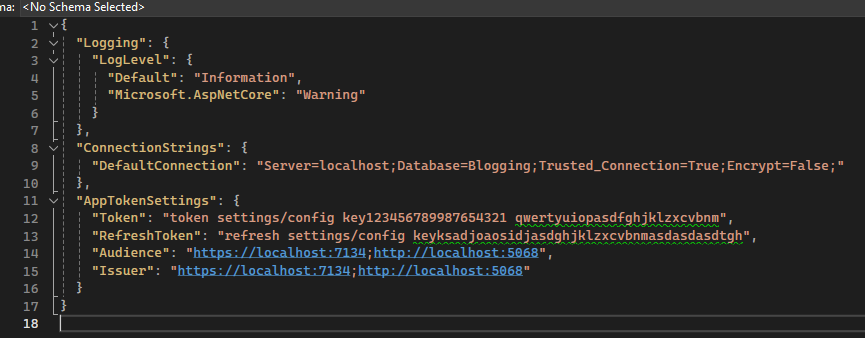 ma: <No Schema Selected>
1 {
2 "Logging": {
3 "LogLevel": {
4 "Default": "Information",
5 "Microsoft.AspNetCore": "Warning"
6 }
7 },
8 "ConnectionStrings": {
9 "DefaultConnection": "Server=localhost;Database=Blogging;Trusted_Connection=True;Encrypt=False;"
10 },
11 "AppTokenSettings": {
12 "Token": "token settings/config key123456789987654321 qwertyuiopasdfghjklzxcvbnm",
13 "RefreshToken": "refresh settings/config keyksadjoaosidjasdghjklzxcvbnmasdasdasdtgh",
14 "Audience": "https://localhost:7134;http://localhost:5068",
15 "Issuer": "https://localhost:7134;http://localhost:5068"
16 }
17 }
18